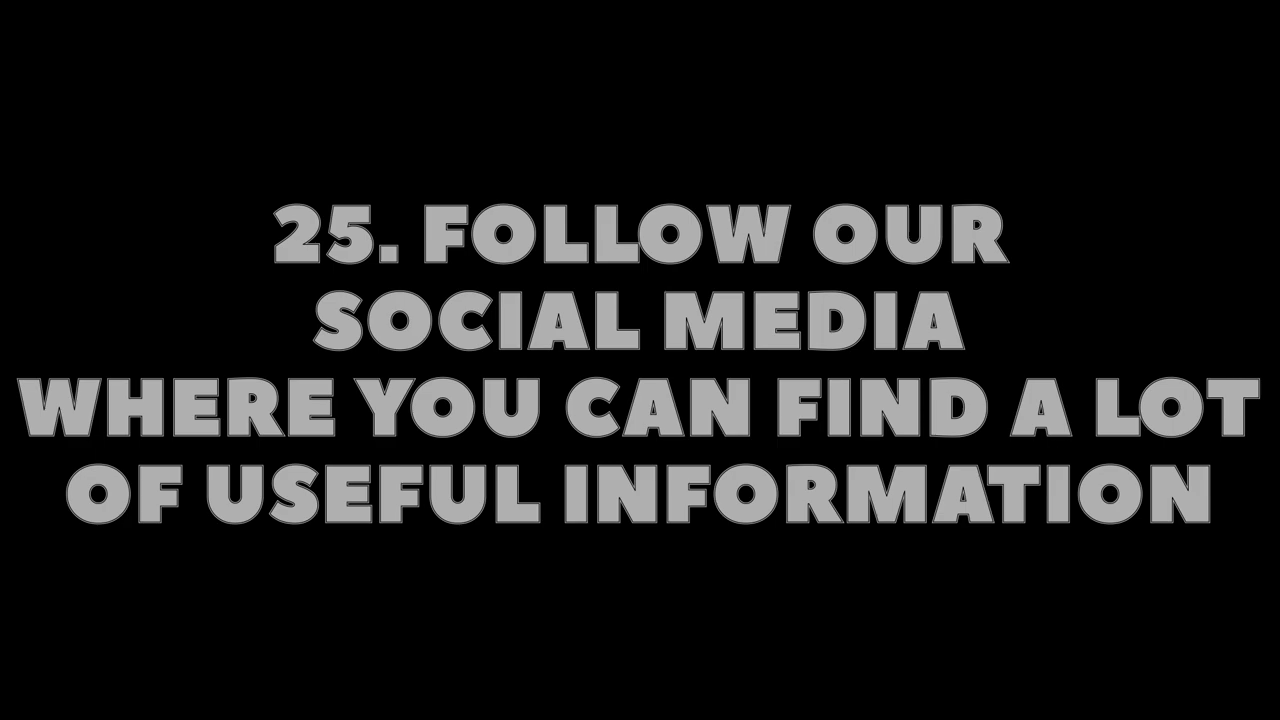 25. FOLLOW OUR
SOCIAL MEDIA
WHERE YOU CAN FIND A LOT
OF USEFUL INFORMATION